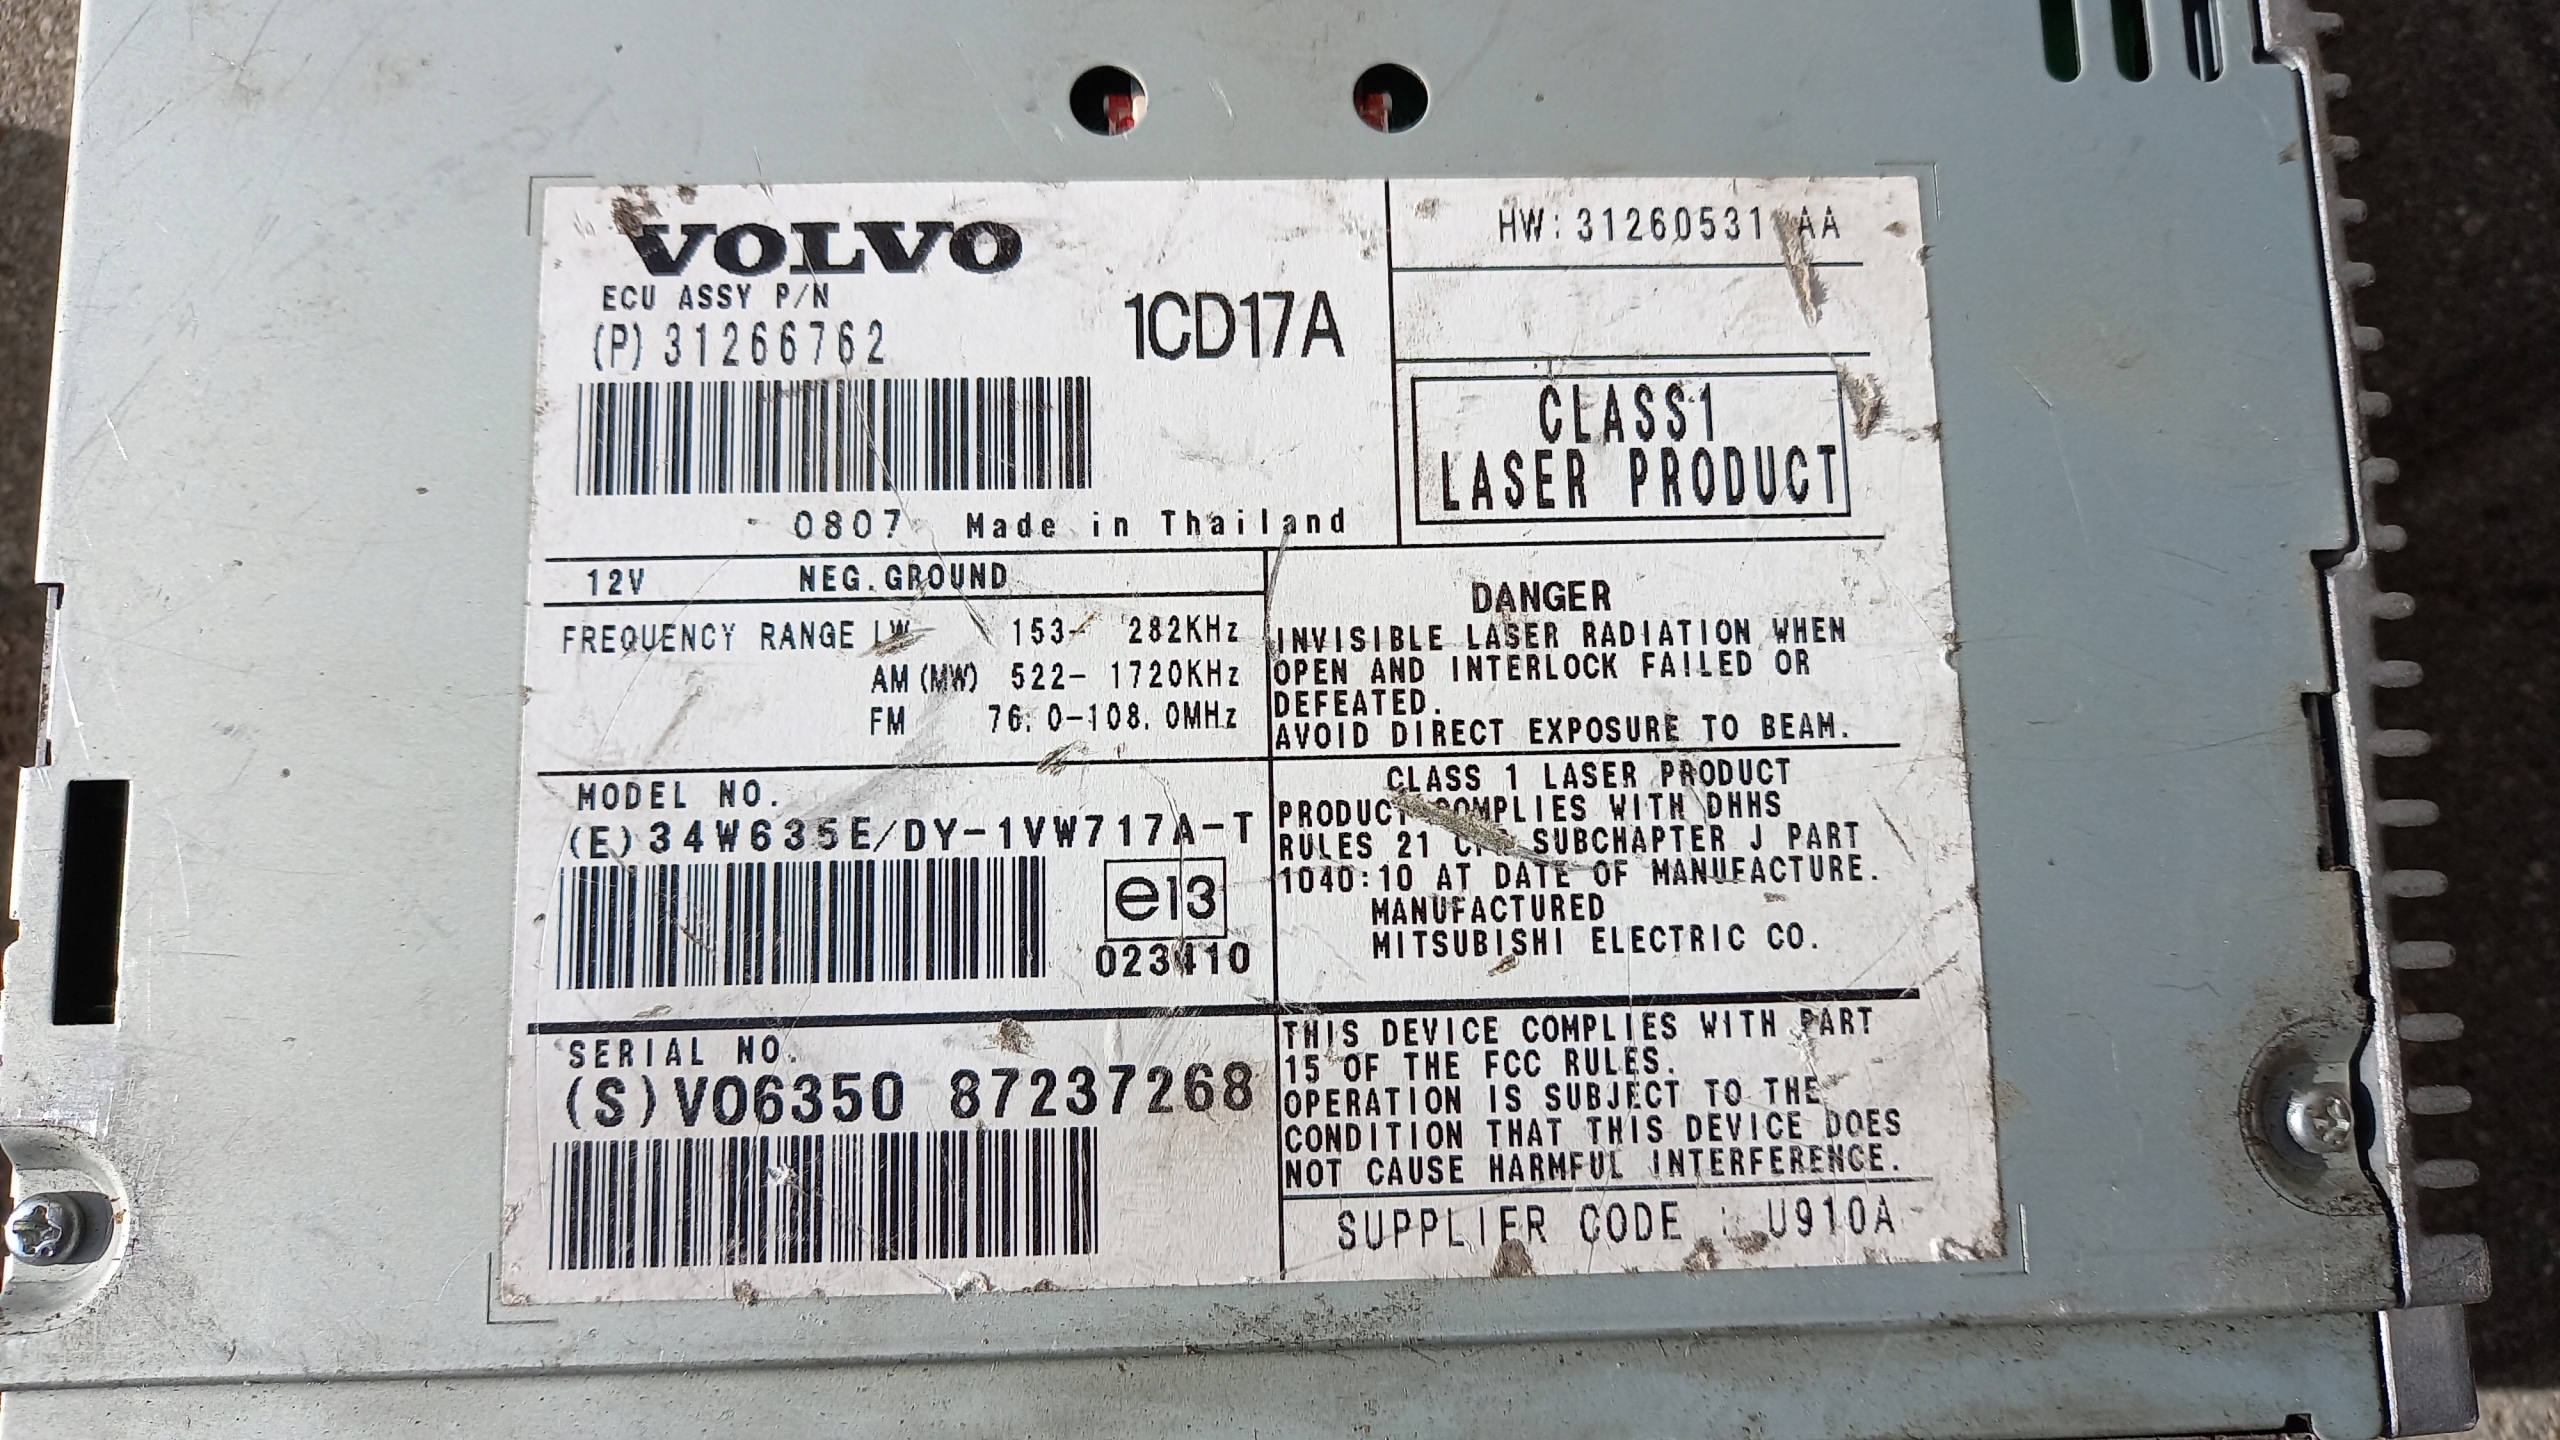 VOLVO
ECU ASSY P/N
(P) 31266762
1CD17A
0807 Made in Thailand
HW: 31260531 AA
CLASS1
LASER PRODUCT
12V NEG. GROUND
FREQUENCY RANGE LW 153- 282KHz
AM (MW) 522- 1720KHz
FM 76.0-108.0MHz
DANGER
INVISIBLE LASER RADIATION WHEN
OPEN AND INTERLOCK FAILED OR
DEFEATED.
AVOID DIRECT EXPOSURE TO BEAM.
MODEL NO.
(E) 34W635E/DY-1VW717A-T
e13
023410
CLASS 1 LASER PRODUCT
PRODUCT COMPLIES WITH DHHS
RULES 21 CFR SUBCHAPTER J PART
1040:10 AT DATE OF MANUFACTURE.
MANUFACTURED
MITSUBISHI ELECTRIC CO.
SERIAL NO.
(S) VO6350 87237268
THIS DEVICE COMPLIES WITH PART
15 OF THE FCC RULES.
OPERATION IS SUBJECT TO THE
CONDITION THAT THIS DEVICE DOES
NOT CAUSE HARMFUL INTERFERENCE.
SUPPLIER CODE : U910A